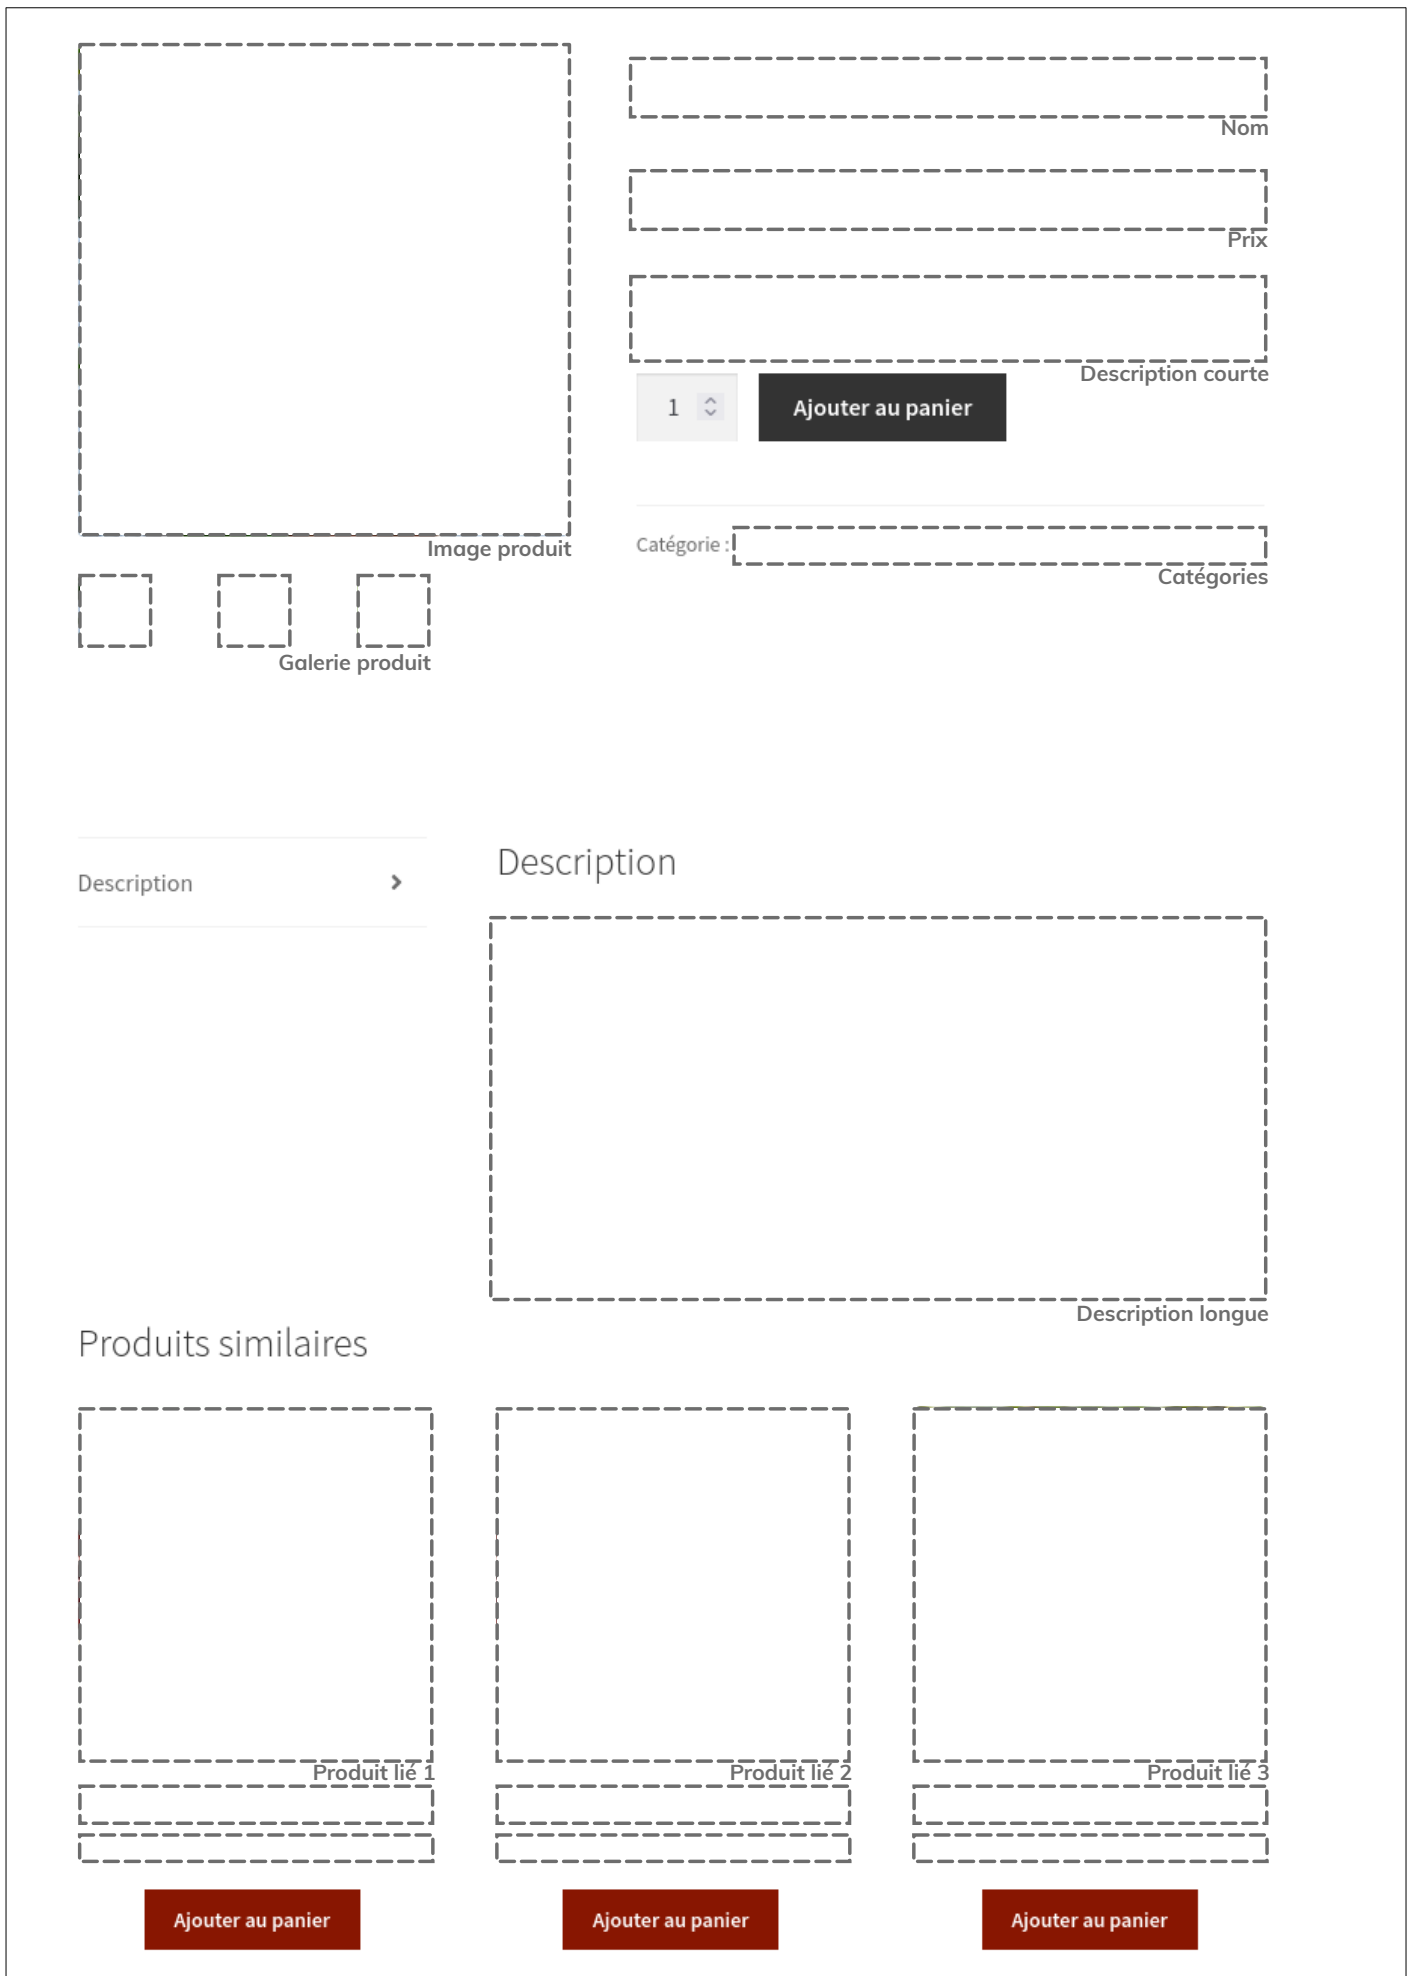 Nom
Prix
Description courte
1
Ajouter au panier
Image produit
Catégorie :
Catégories
Galerie produit
Description
Description
Description longue
Produits similaires
Produit lié 1
Produit lié 2
Produit lié 3
Ajouter au panier
Ajouter au panier
Ajouter au panier